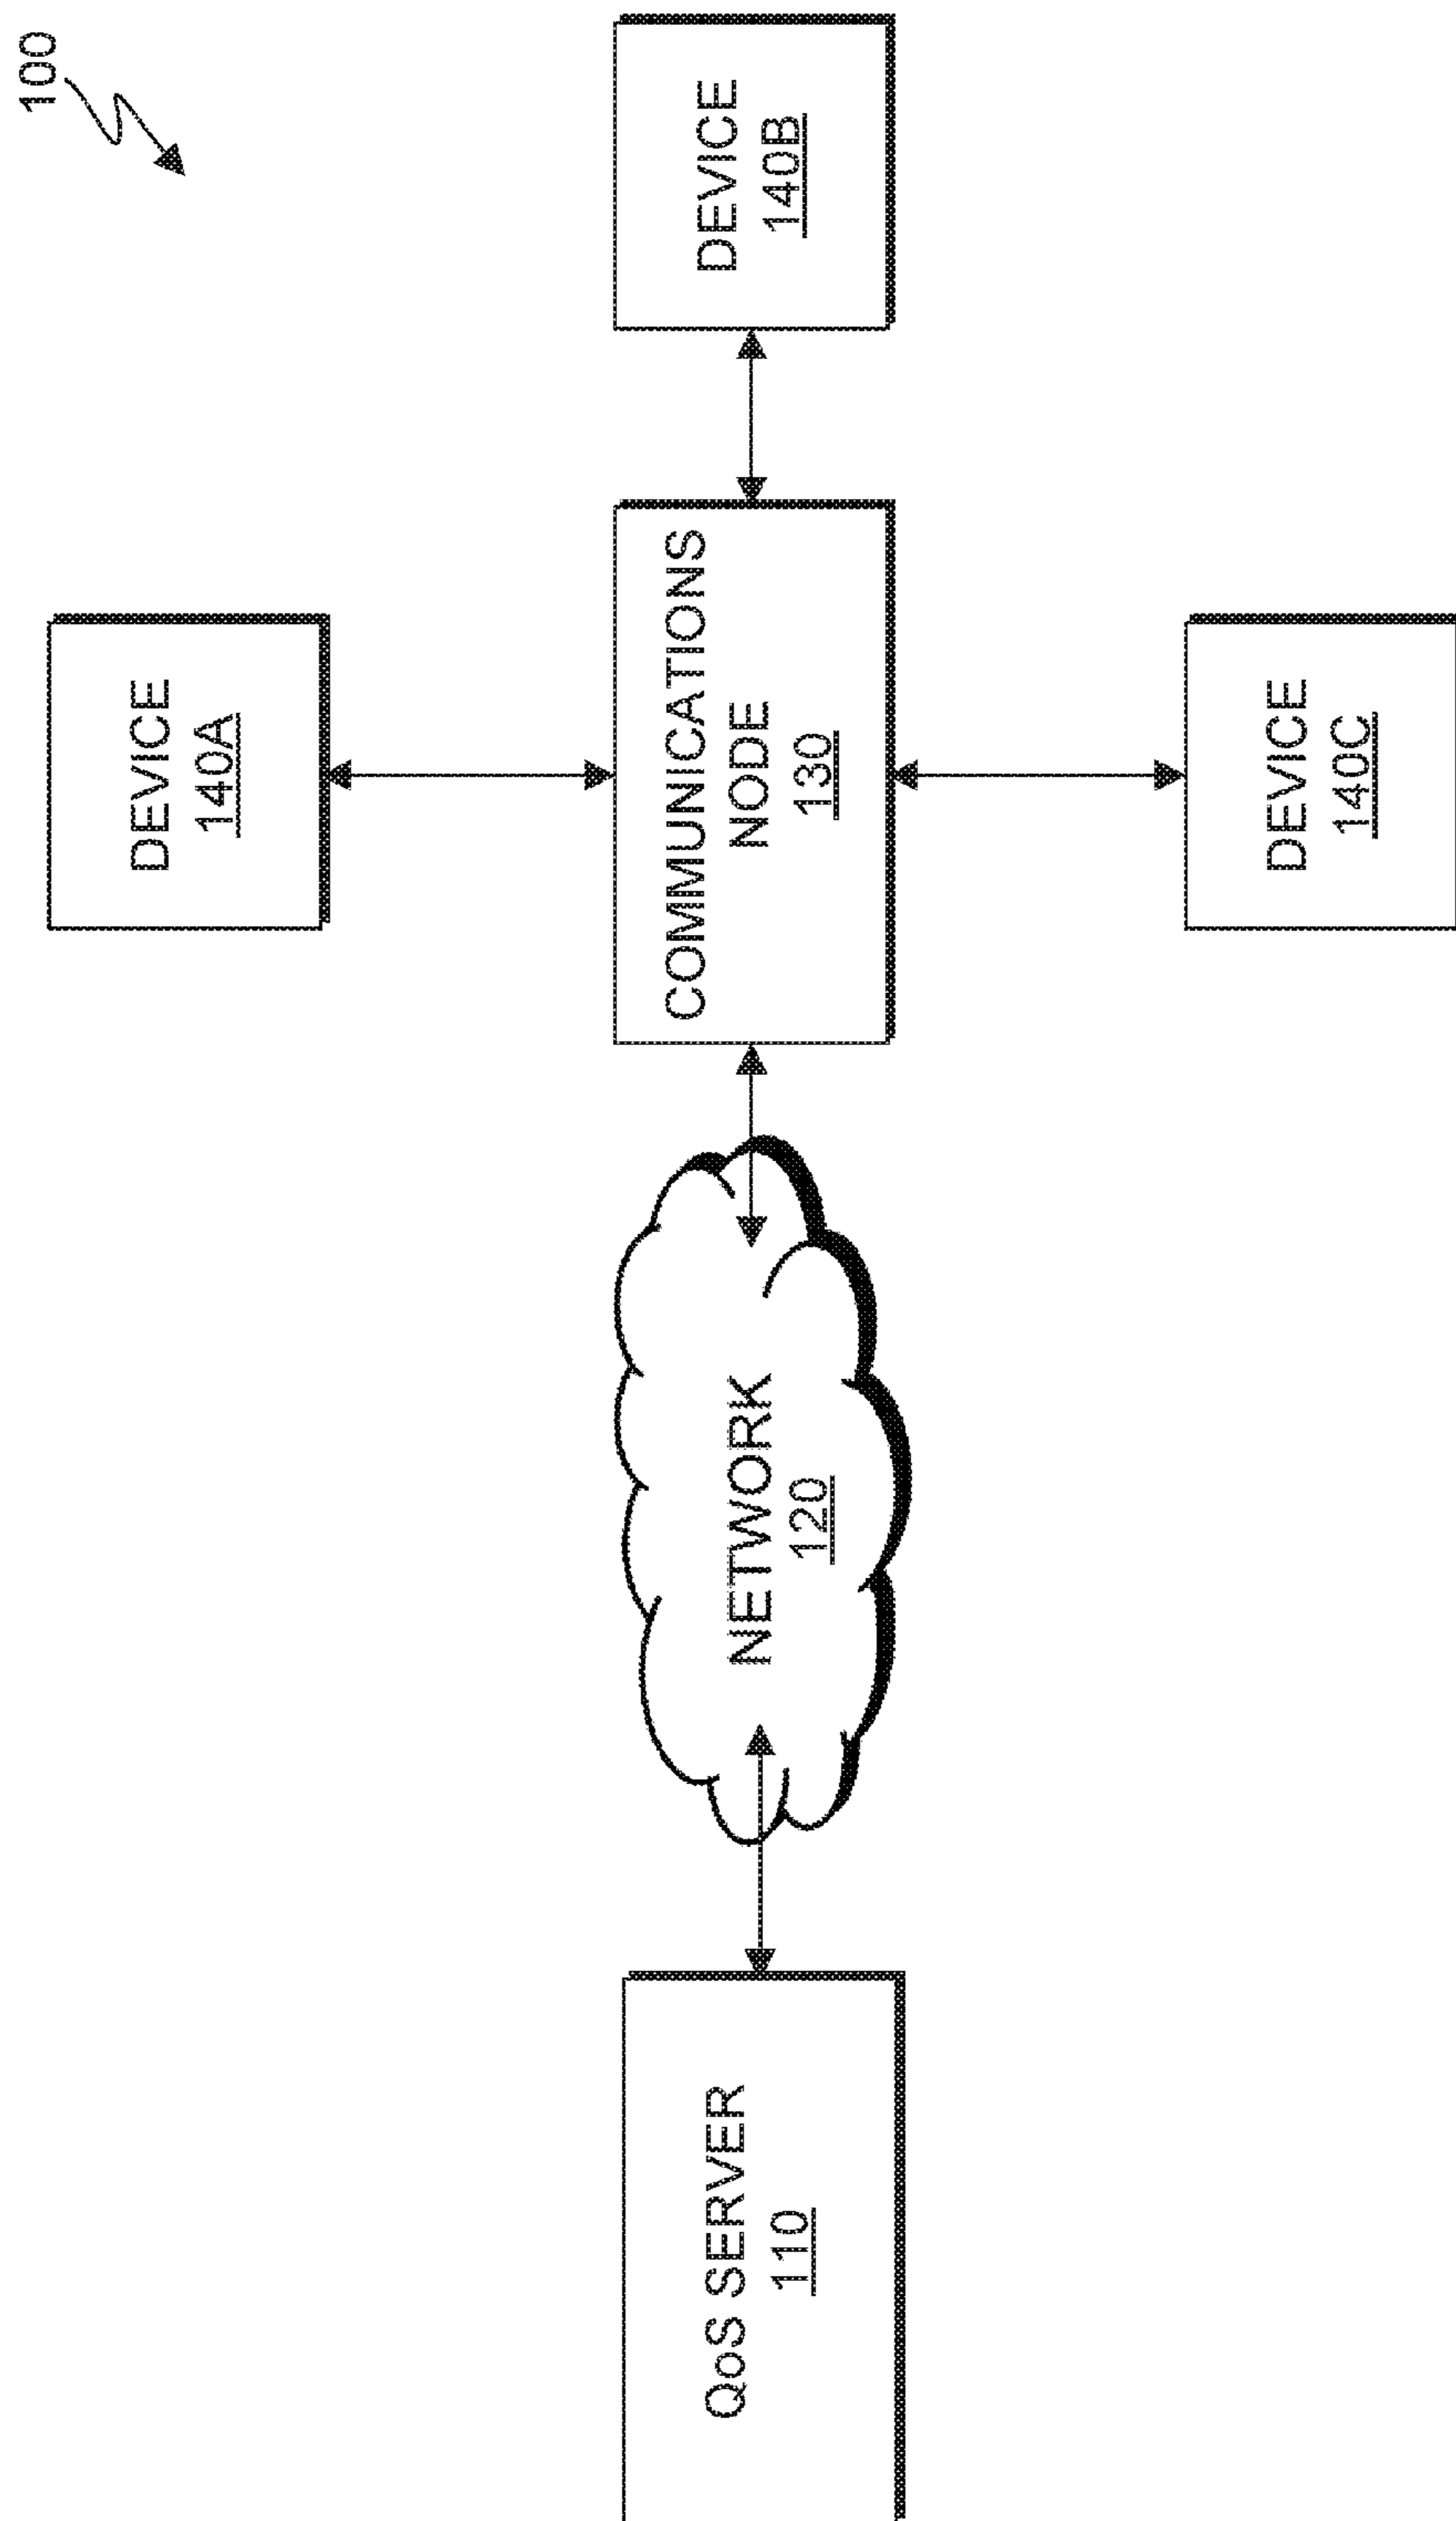 100
DEVICE
140A
QoS SERVER
110
NETWORK
120
COMMUNICATIONS
NODE
130
DEVICE
140B
DEVICE
140C